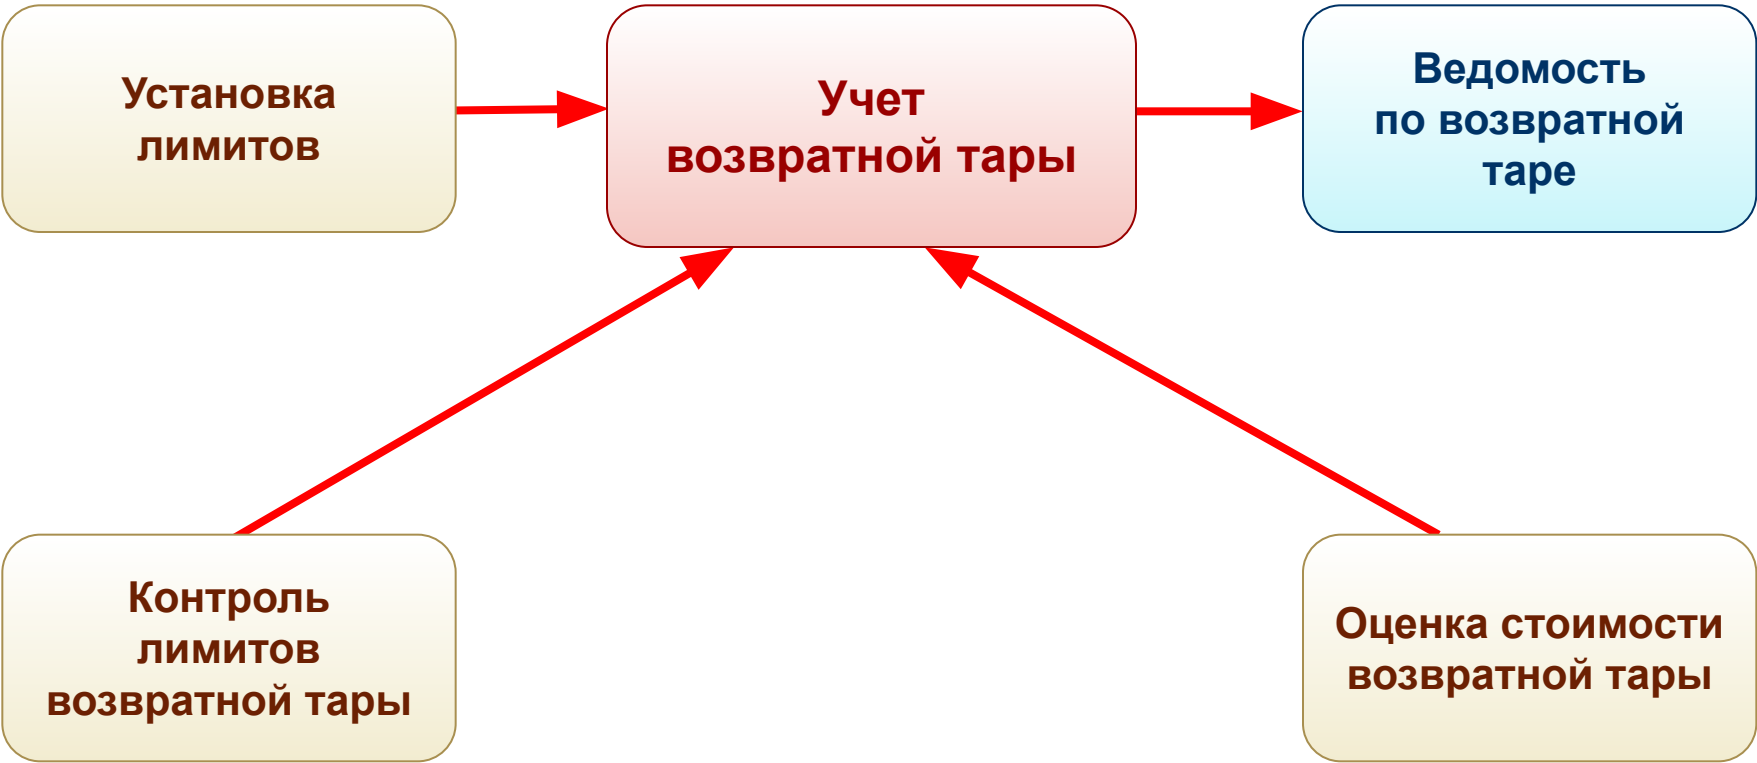 Установка
лимитов
Учет
возвратной тары
Ведомость
по возвратной
таре
Контроль
лимитов
возвратной тары
Оценка стоимости
возвратной тары